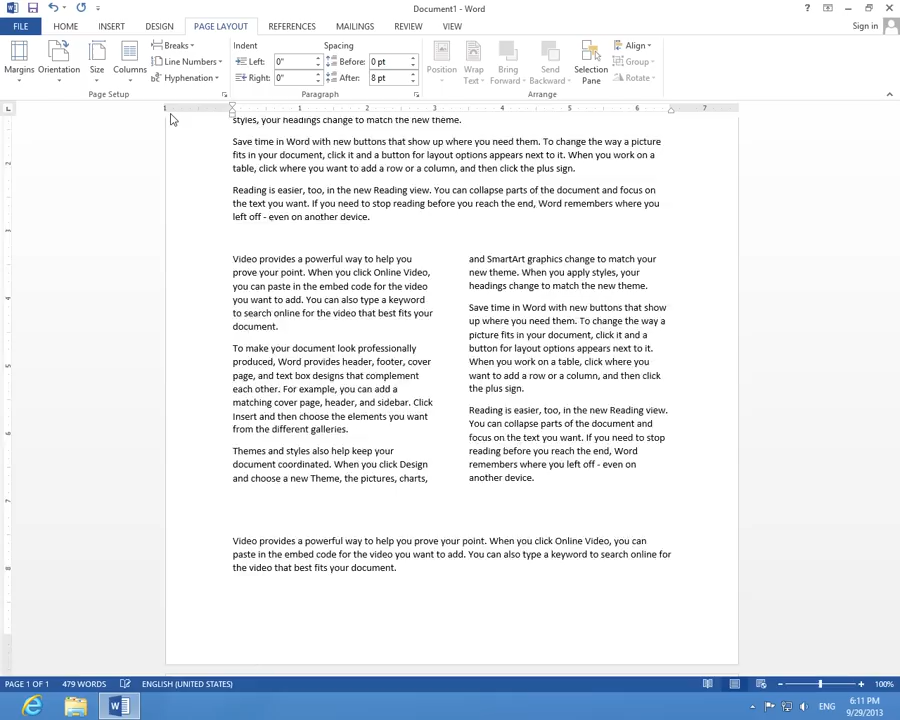 Document1 - Word
FILE HOME INSERT DESIGN PAGE LAYOUT REFERENCES MAILINGS REVIEW VIEW Sign in
Margins Orientation Size Columns Breaks Line Numbers Hyphenation
Page Setup
Indent Spacing
Left: 0" Before: 0 pt
Right: 0" After: 8 pt
Paragraph
Position Wrap Text Bring Forward Send Backward Selection Pane Align Group Rotate
Arrange
1 1 2 3 4 5 6 7
2
3
4
5
6
7
8
styles, your headings change to match the new theme.
Save time in Word with new buttons that show up where you need them. To change the way a picture
fits in your document, click it and a button for layout options appears next to it. When you work on a
table, click where you want to add a row or a column, and then click the plus sign.
Reading is easier, too, in the new Reading view. You can collapse parts of the document and focus on
the text you want. If you need to stop reading before you reach the end, Word remembers where you
left off - even on another device.
Video provides a powerful way to help you
prove your point. When you click Online Video,
you can paste in the embed code for the video
you want to add. You can also type a keyword
to search online for the video that best fits your
document.
To make your document look professionally
produced, Word provides header, footer, cover
page, and text box designs that complement
each other. For example, you can add a
matching cover page, header, and sidebar. Click
Insert and then choose the elements you want
from the different galleries.
Themes and styles also help keep your
document coordinated. When you click Design
and choose a new Theme, the pictures, charts,
and SmartArt graphics change to match your
new theme. When you apply styles, your
headings change to match the new theme.
Save time in Word with new buttons that show
up where you need them. To change the way a
picture fits in your document, click it and a
button for layout options appears next to it.
When you work on a table, click where you
want to add a row or a column, and then click
the plus sign.
Reading is easier, too, in the new Reading view.
You can collapse parts of the document and
focus on the text you want. If you need to stop
reading before you reach the end, Word
remembers where you left off - even on
another device.
Video provides a powerful way to help you prove your point. When you click Online Video, you can
paste in the embed code for the video you want to add. You can also type a keyword to search online for
the video that best fits your document.
PAGE 1 OF 1 479 WORDS ENGLISH (UNITED STATES) 100%
ENG 6:11 PM
9/29/2013